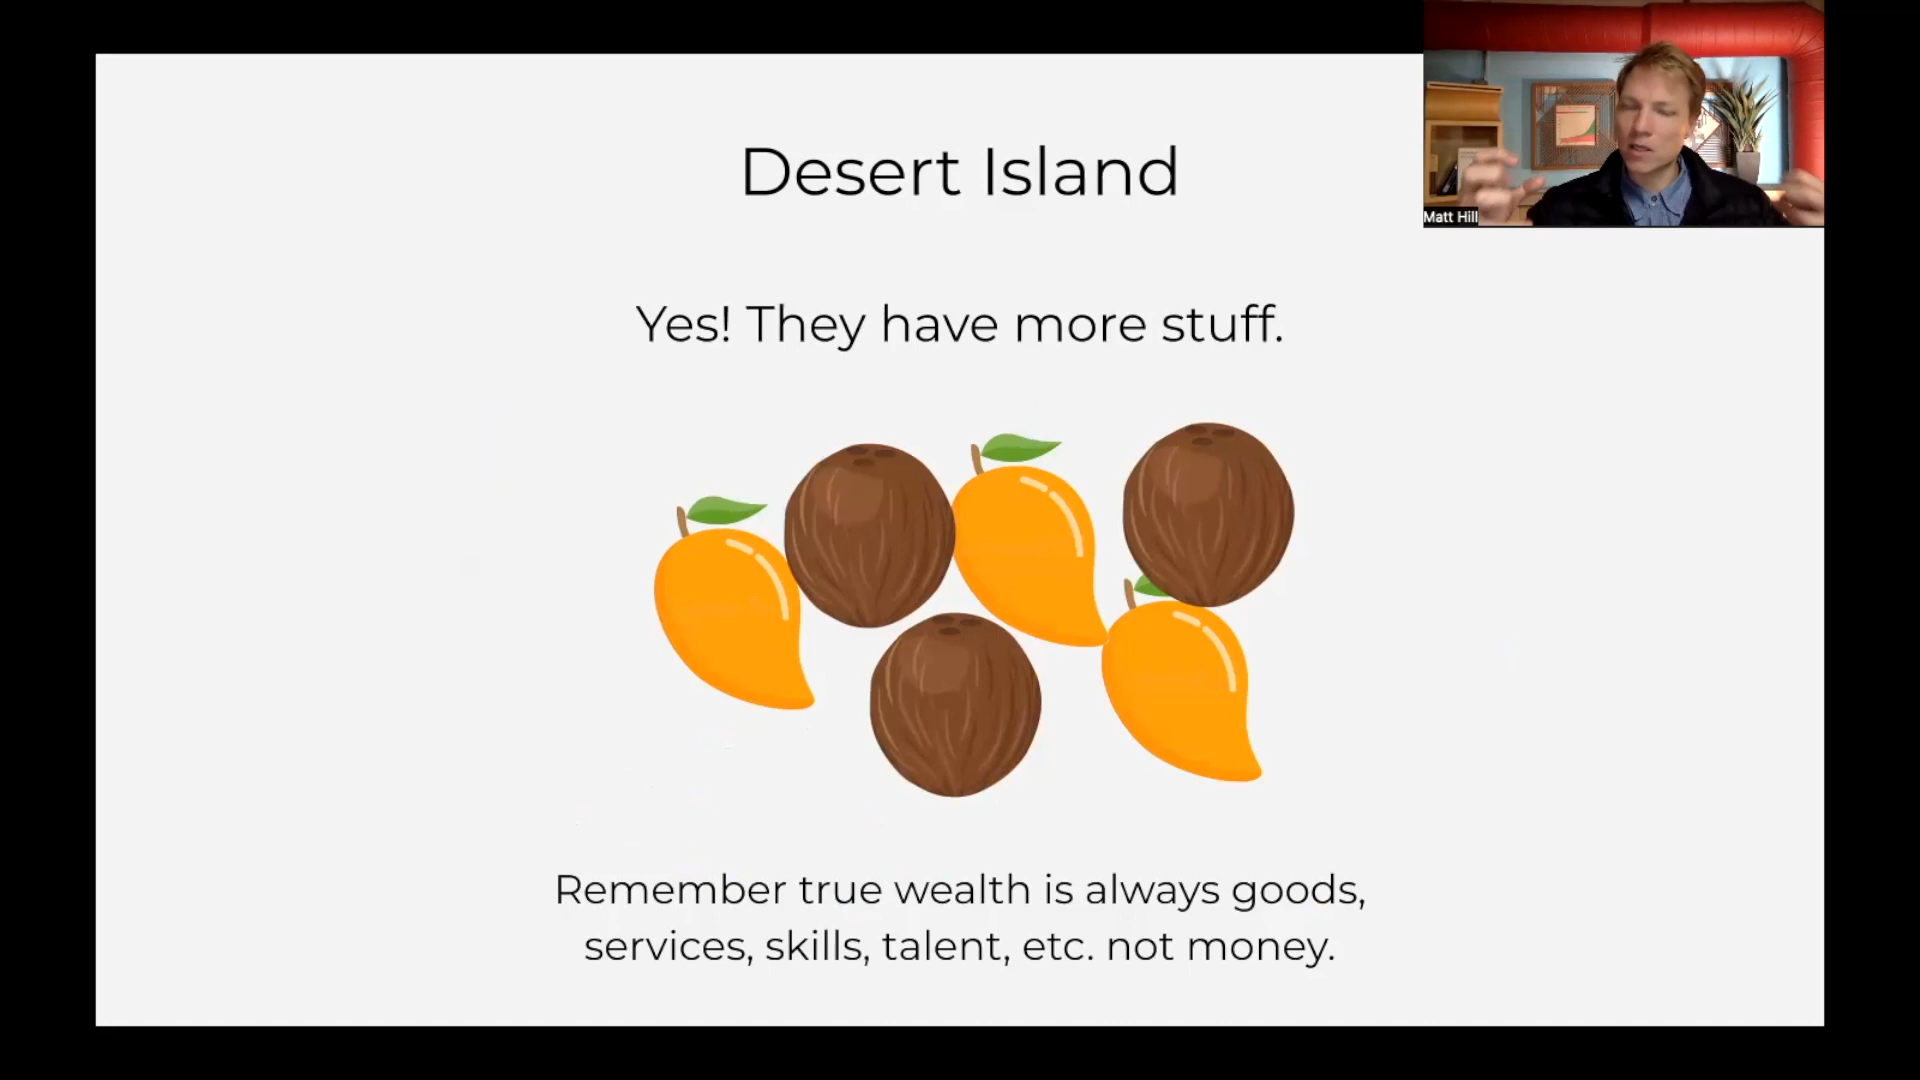 Desert Island
Matt Hill
Yes! They have more stuff.
Remember true wealth is always goods,
services, skills, talent, etc. not money.